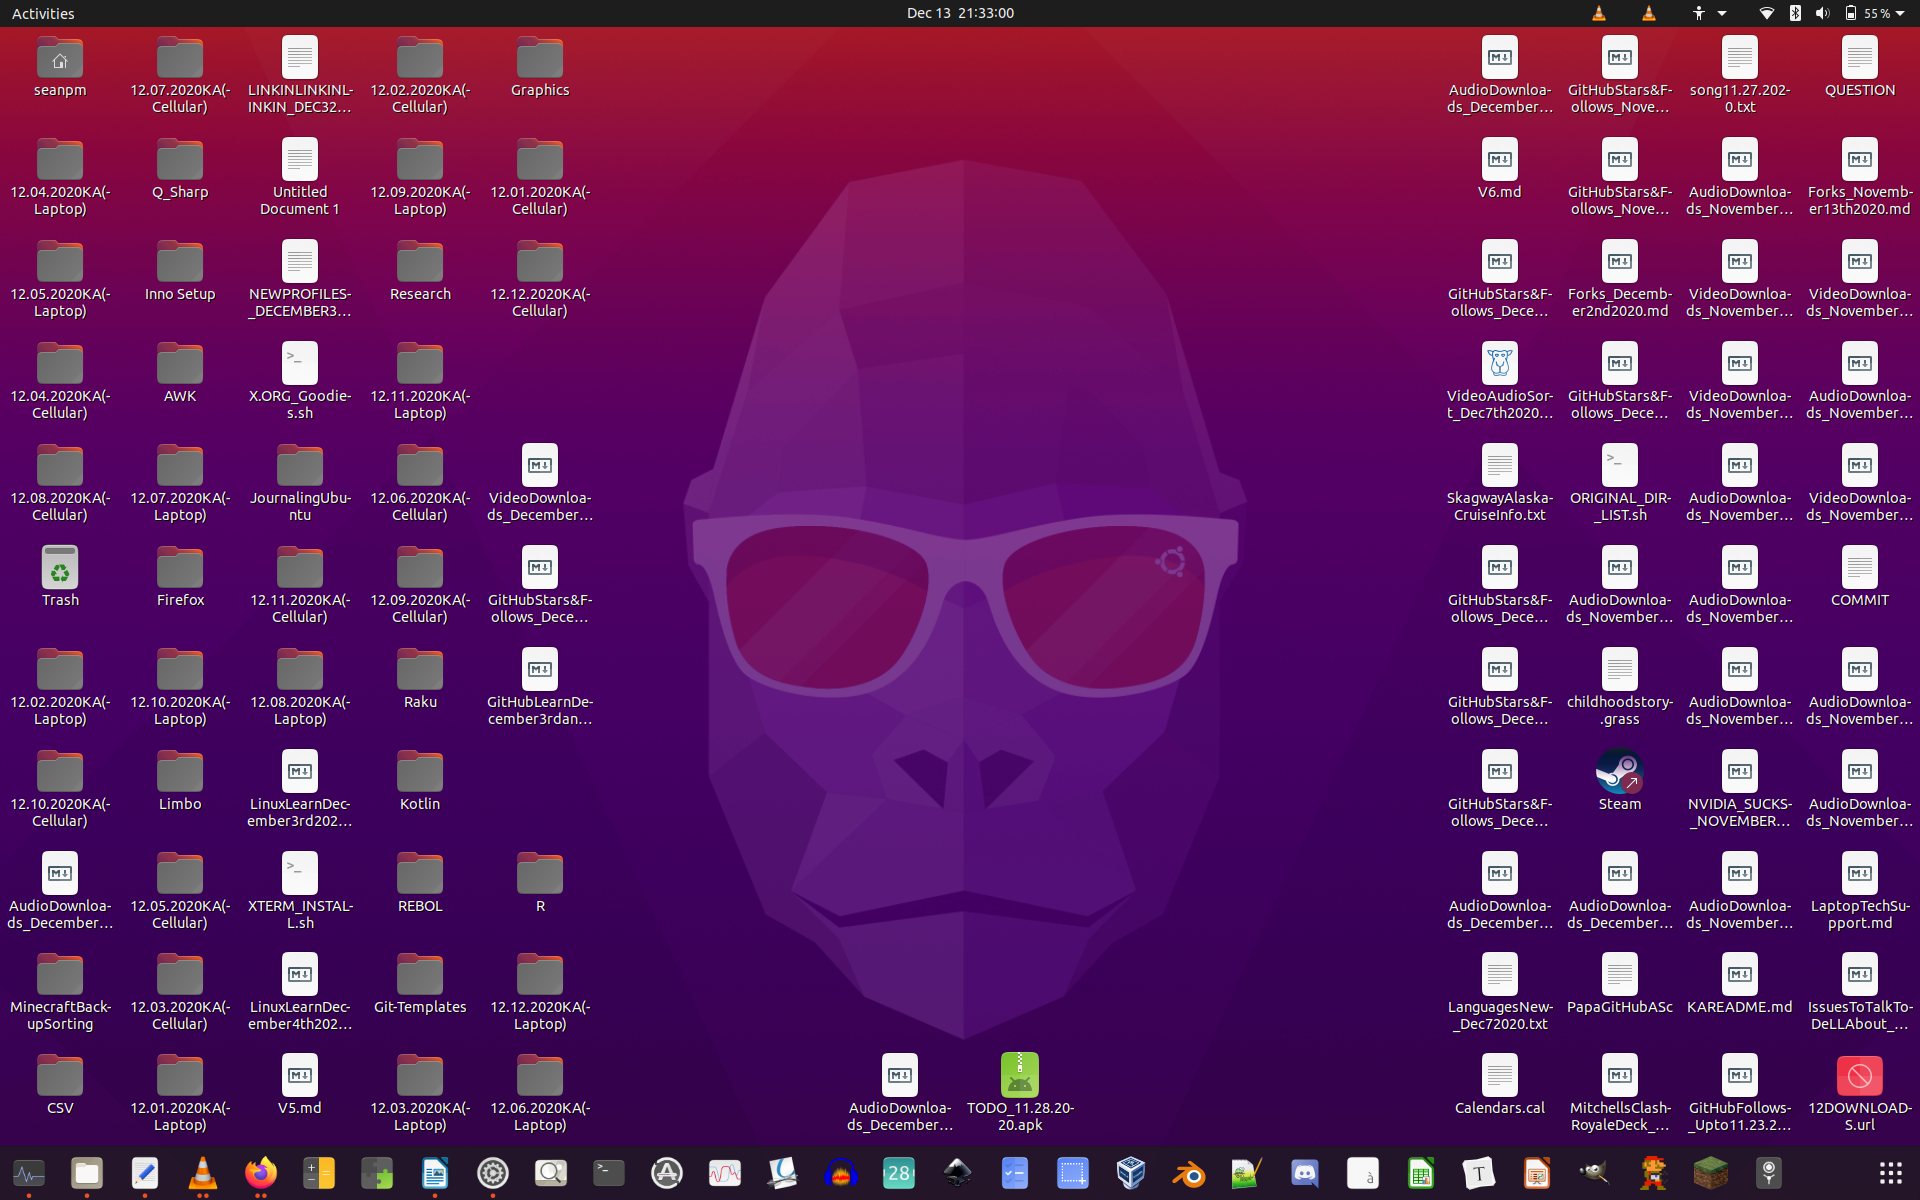 Activities
Dec 13 21:33:00
55 %
seanpm
12.07.2020KA(-
Cellular)
LINKINLINKINL-
INKIN_DEC32...
12.02.2020KA(-
Cellular)
Graphics
AudioDownloa-
ds_December...
GitHubStars&F-
ollows_Nove...
song11.27.202-
0.txt
QUESTION
12.04.2020KA(-
Laptop)
Q_Sharp
Untitled
Document 1
12.09.2020KA(-
Laptop)
12.01.2020KA(-
Cellular)
V6.md
GitHubStars&F-
ollows_Nove...
AudioDownloa-
ds_November...
Forks_Novemb-
er13th2020.md
12.05.2020KA(-
Laptop)
Inno Setup
NEWPROFILES-
_DECEMBER3...
Research
12.12.2020KA(-
Cellular)
GitHubStars&F-
ollows_Dece...
Forks_Decemb-
er2nd2020.md
VideoDownloa-
ds_November...
VideoDownloa-
ds_November...
12.04.2020KA(-
Cellular)
AWK
X.ORG_Goodie-
s.sh
12.11.2020KA(-
Laptop)
VideoAudioSor-
t_Dec7th2020...
GitHubStars&F-
ollows_Dece...
VideoDownloa-
ds_November...
AudioDownloa-
ds_November...
12.08.2020KA(-
Cellular)
12.07.2020KA(-
Laptop)
JournalingUbu-
ntu
12.06.2020KA(-
Cellular)
VideoDownloa-
ds_December...
SkagwayAlaska-
CruiseInfo.txt
ORIGINAL_DIR-
_LIST.sh
AudioDownloa-
ds_November...
VideoDownloa-
ds_November...
Trash
Firefox
12.11.2020KA(-
Cellular)
12.09.2020KA(-
Cellular)
GitHubStars&F-
ollows_Dece...
GitHubStars&F-
ollows_Dece...
AudioDownloa-
ds_November...
AudioDownloa-
ds_November...
COMMIT
12.02.2020KA(-
Laptop)
12.10.2020KA(-
Laptop)
12.08.2020KA(-
Laptop)
Raku
GitHubLearnDe-
cember3rdan...
GitHubStars&F-
ollows_Dece...
childhoodstory-
.grass
AudioDownloa-
ds_November...
AudioDownloa-
ds_November...
12.10.2020KA(-
Cellular)
Limbo
LinuxLearnDec-
ember3rd202...
Kotlin
GitHubStars&F-
ollows_Dece...
Steam
NVIDIA_SUCKS-
_NOVEMBER...
AudioDownloa-
ds_November...
AudioDownloa-
ds_December...
12.05.2020KA(-
Cellular)
XTERM_INSTAL-
L.sh
REBOL
R
AudioDownloa-
ds_December...
AudioDownloa-
ds_December...
AudioDownloa-
ds_November...
LaptopTechSu-
pport.md
MinecraftBack-
upSorting
12.03.2020KA(-
Cellular)
LinuxLearnDec-
ember4th202...
Git-Templates
12.12.2020KA(-
Laptop)
LanguagesNew-
_Dec72020.txt
PapaGitHubASc
KAREADME.md
IssuesToTalkTo-
DeLLAbout_...
CSV
12.01.2020KA(-
Laptop)
V5.md
12.03.2020KA(-
Laptop)
12.06.2020KA(-
Laptop)
AudioDownloa-
ds_December...
TODO_11.28.20-
20.apk
Calendars.cal
MitchellsClash-
RoyaleDeck_...
GitHubFollows-
_Upto11.23.2...
12DOWNLOAD-
S.url
28
à
T